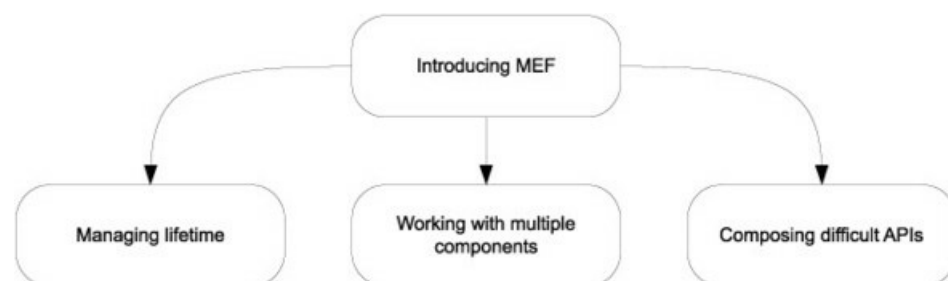 Introducing MEF
Managing lifetime
Working with multiple
components
Composing difficult APIs